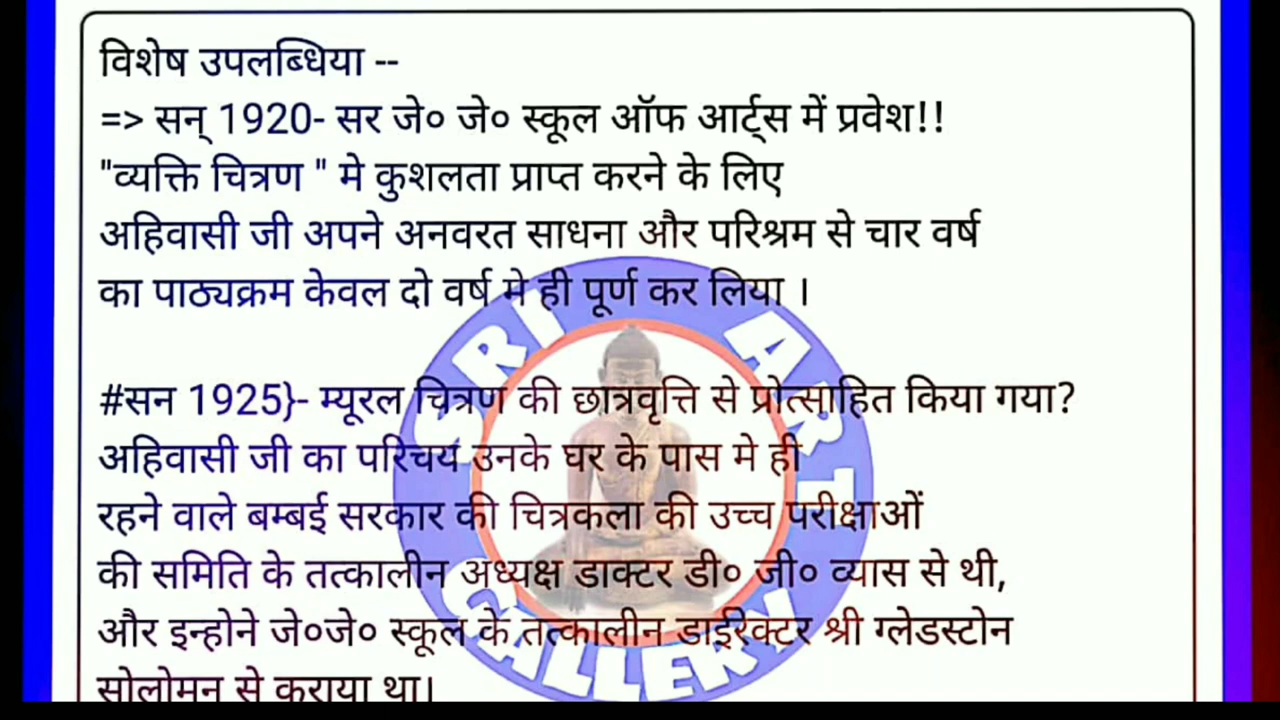 विशेष उपलब्धिया --
=> सन् 1920- सर जे० जे० स्कूल ऑफ आर्ट्स में प्रवेश!!
"व्यक्ति चित्रण " मे कुशलता प्राप्त करने के लिए
अहिवासी जी अपने अनवरत साधना और परिश्रम से चार वर्ष
का पाठ्यक्रम केवल दो वर्ष मे ही पूर्ण कर लिया ।
#सन 1925}- म्यूरल चित्रण की छात्रवृत्ति से प्रोत्साहित किया गया?
अहिवासी जी का परिचय उनके घर के पास मे ही
रहने वाले बम्बई सरकार की चित्रकला की उच्च परीक्षाओं
की समिति के तत्कालीन अध्यक्ष डाक्टर डी० जी० व्यास से थी,
और इन्होने जे०जे० स्कूल के तत्कालीन डाईरेक्टर श्री ग्लेडस्टोन
सोलोमन से कराया था।
SRI ART GALLERY